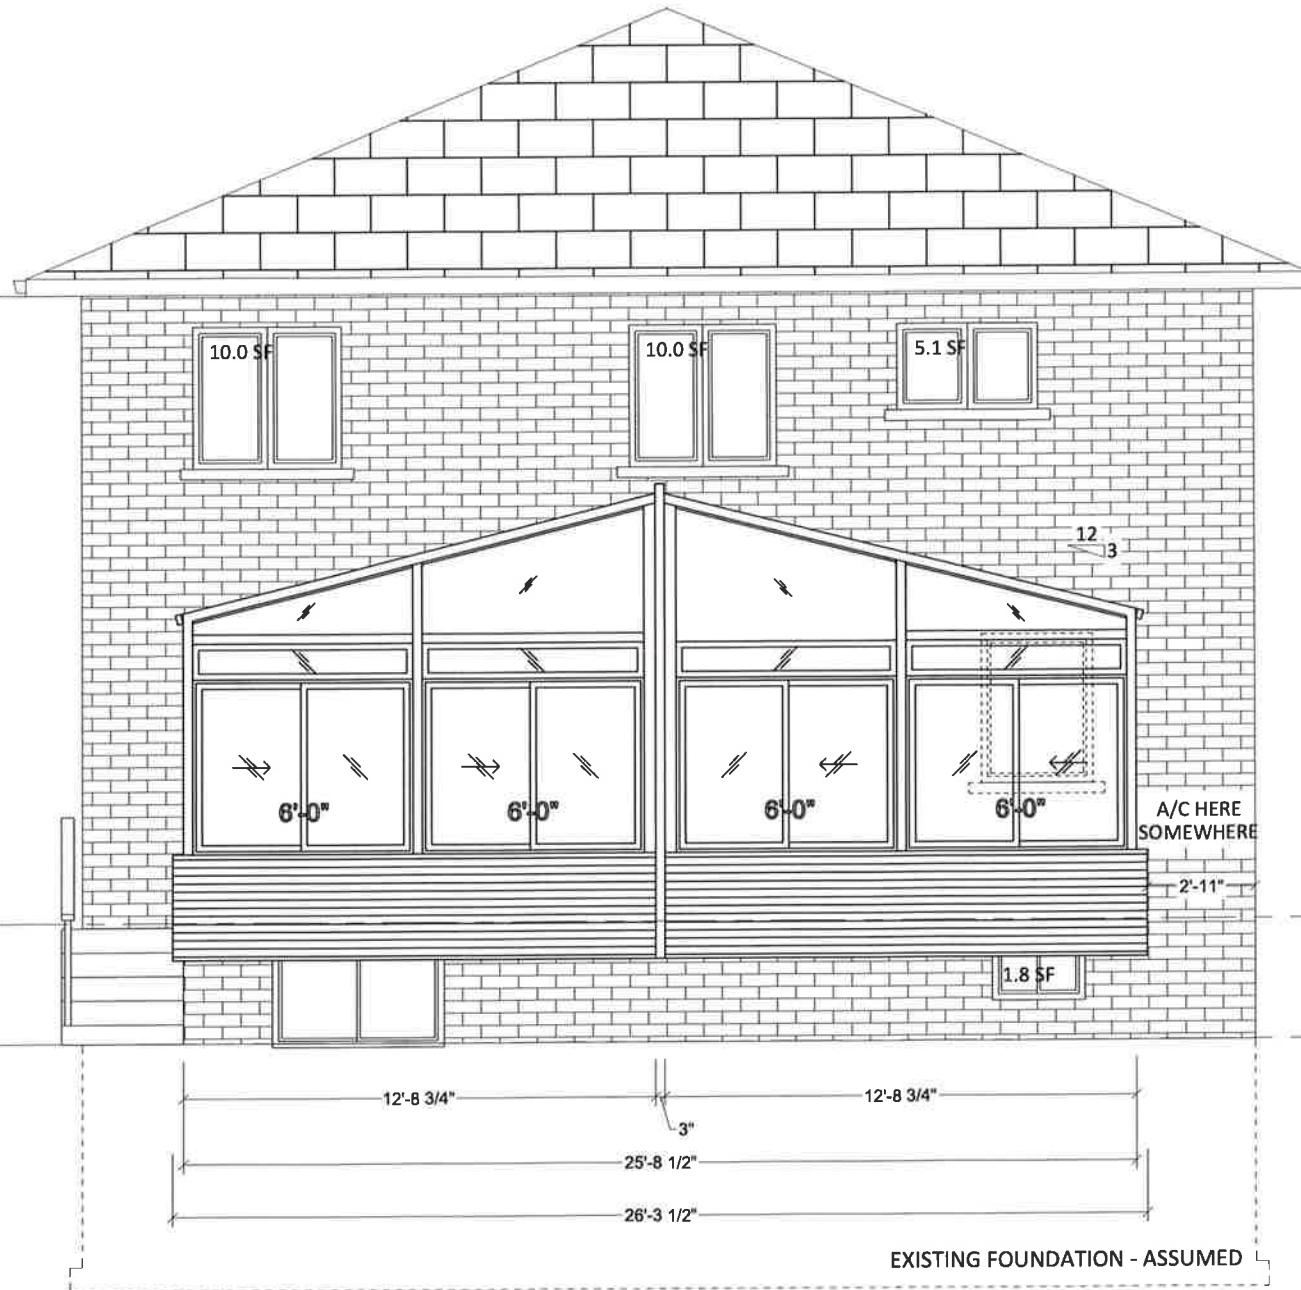 10.0 SF
10.0 SF
5.1 SF
12
3
6'-0"
6'-0"
6'-0"
6'-0"
A/C HERE
SOMEWHERE
2'-11"
1.8 SF
12'-8 3/4"
12'-8 3/4"
3"
25'-8 1/2"
26'-3 1/2"
EXISTING FOUNDATION - ASSUMED